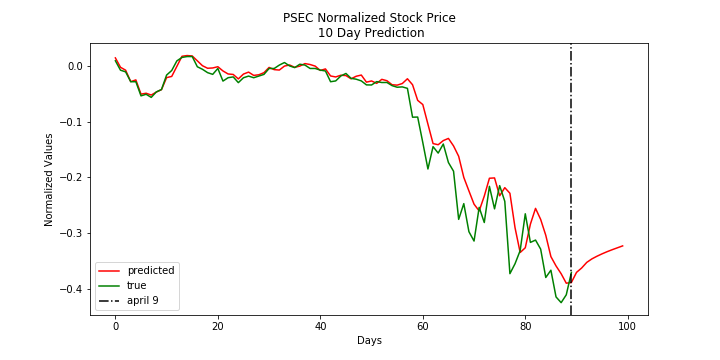 PSEC Normalized Stock Price
10 Day Prediction
Normalized Values
0.0
−0.1
−0.2
−0.3
−0.4
predicted
true
april 9
0 20 40 60 80 100
Days